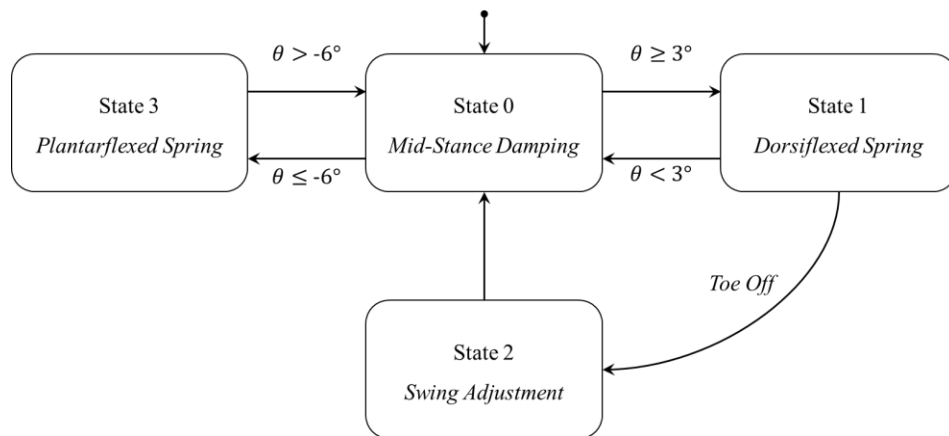 θ > -6°
θ ≥ 3°
State 3
Plantarflexed Spring
State 0
Mid-Stance Damping
State 1
Dorsiflexed Spring
θ ≤ -6°
θ < 3°
Toe Off
State 2
Swing Adjustment